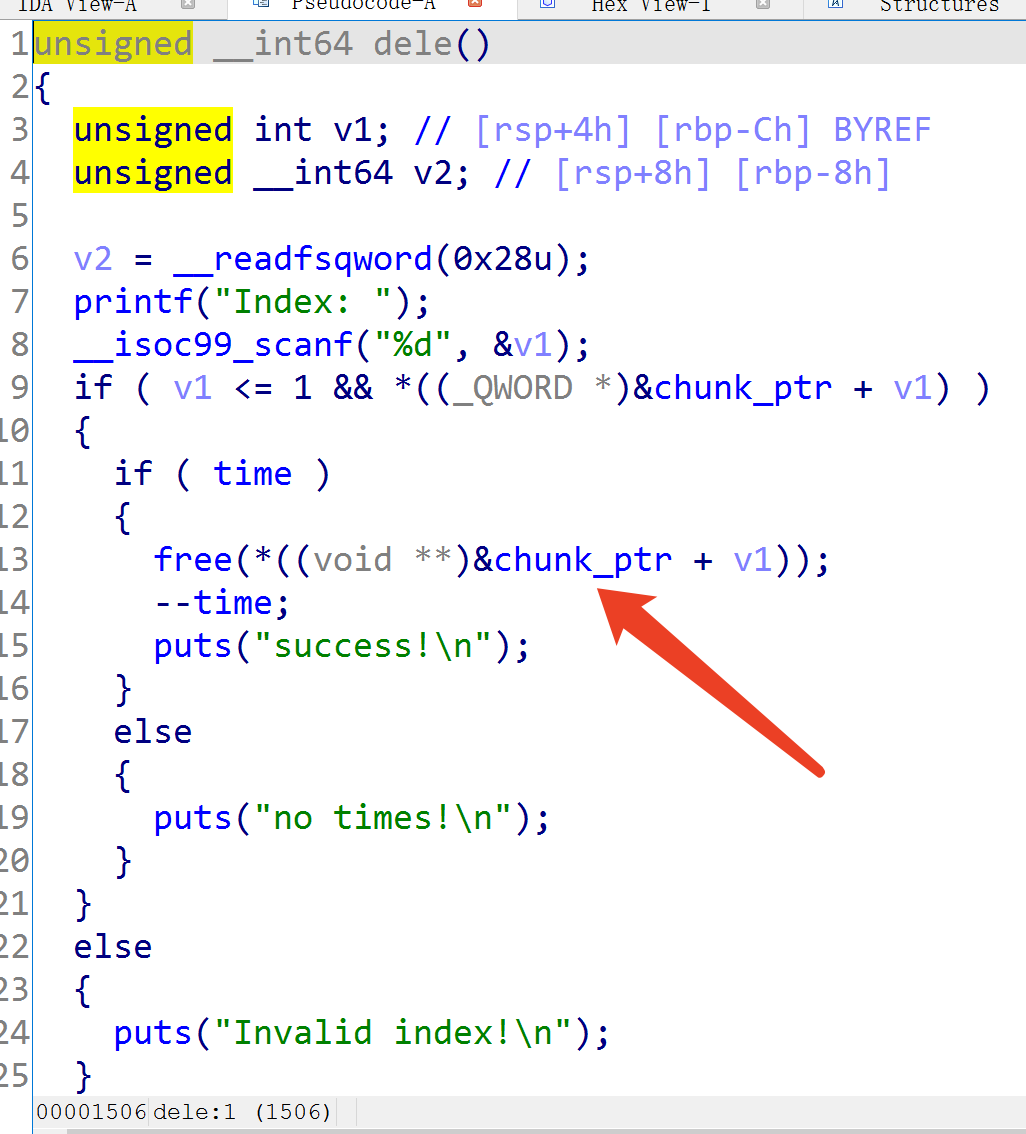 IDA View-A Pseudocode-A Hex View-1 Structures
1 unsigned __int64 dele()
2 {
3 unsigned int v1; // [rsp+4h] [rbp-Ch] BYREF
4 unsigned __int64 v2; // [rsp+8h] [rbp-8h]
5
6 v2 = __readfsqword(0x28u);
7 printf("Index: ");
8 __isoc99_scanf("%d", &v1);
9 if ( v1 <= 1 && *((_QWORD *)&chunk_ptr + v1) )
10 {
11 if ( time )
12 {
13 free(*((void **)&chunk_ptr + v1));
14 --time;
15 puts("success!\n");
16 }
17 else
18 {
19 puts("no times!\n");
20 }
21 }
22 else
23 {
24 puts("Invalid index!\n");
25 }
00001506 dele:1 (1506)